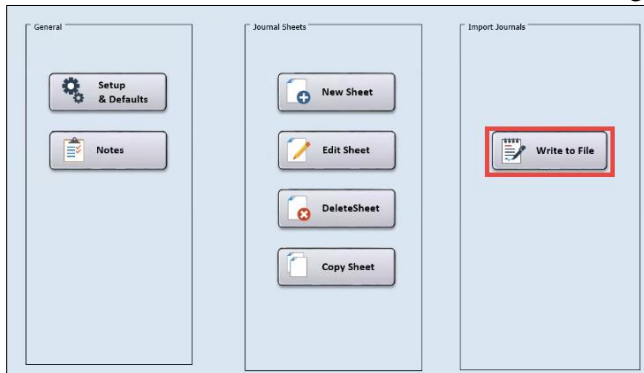 General
Setup
& Defaults
Notes
Journal Sheets
New Sheet
Edit Sheet
DeleteSheet
Copy Sheet
Import Journals
Write to File